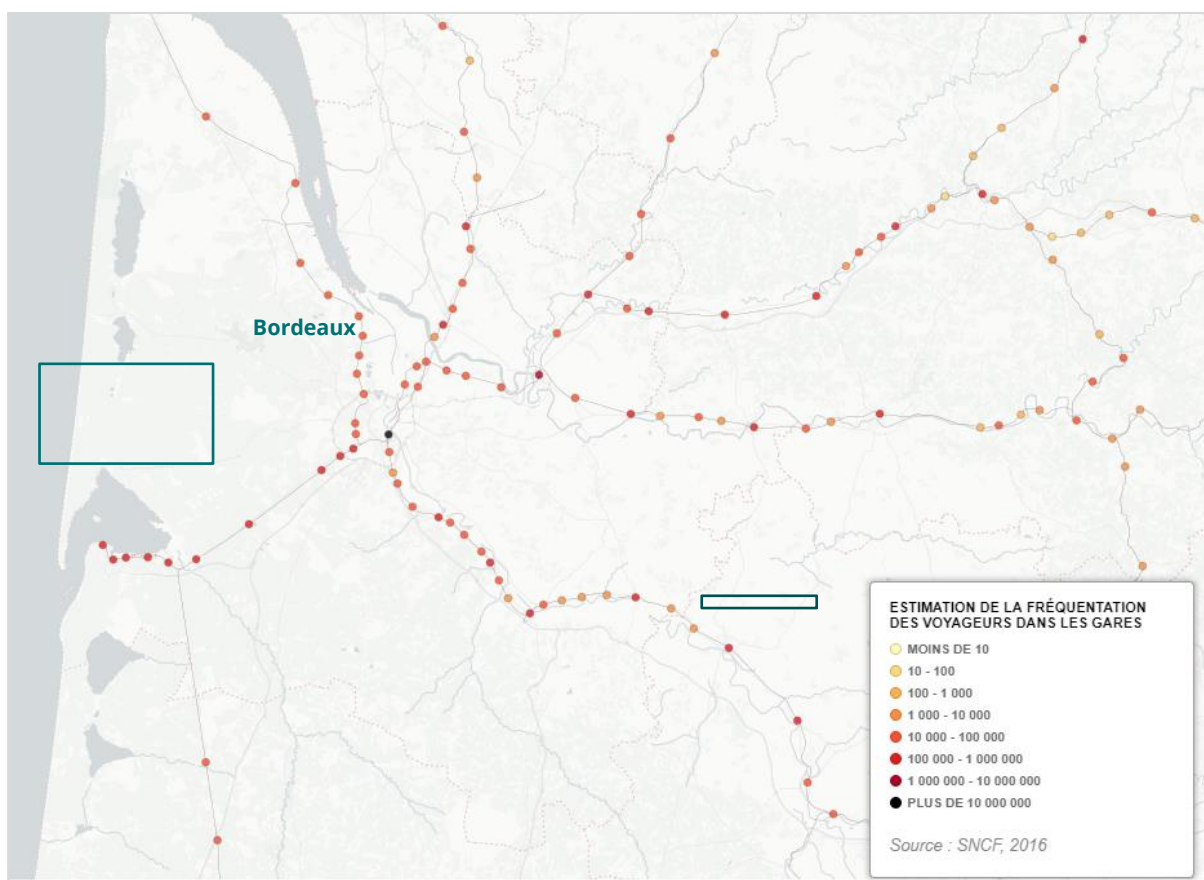 Bordeaux
ESTIMATION DE LA FRÉQUENTATION
DES VOYAGEURS DANS LES GARES
MOINS DE 10
10 - 100
100 - 1 000
1 000 - 10 000
10 000 - 100 000
100 000 - 1 000 000
1 000 000 - 10 000 000
PLUS DE 10 000 000
Source : SNCF, 2016